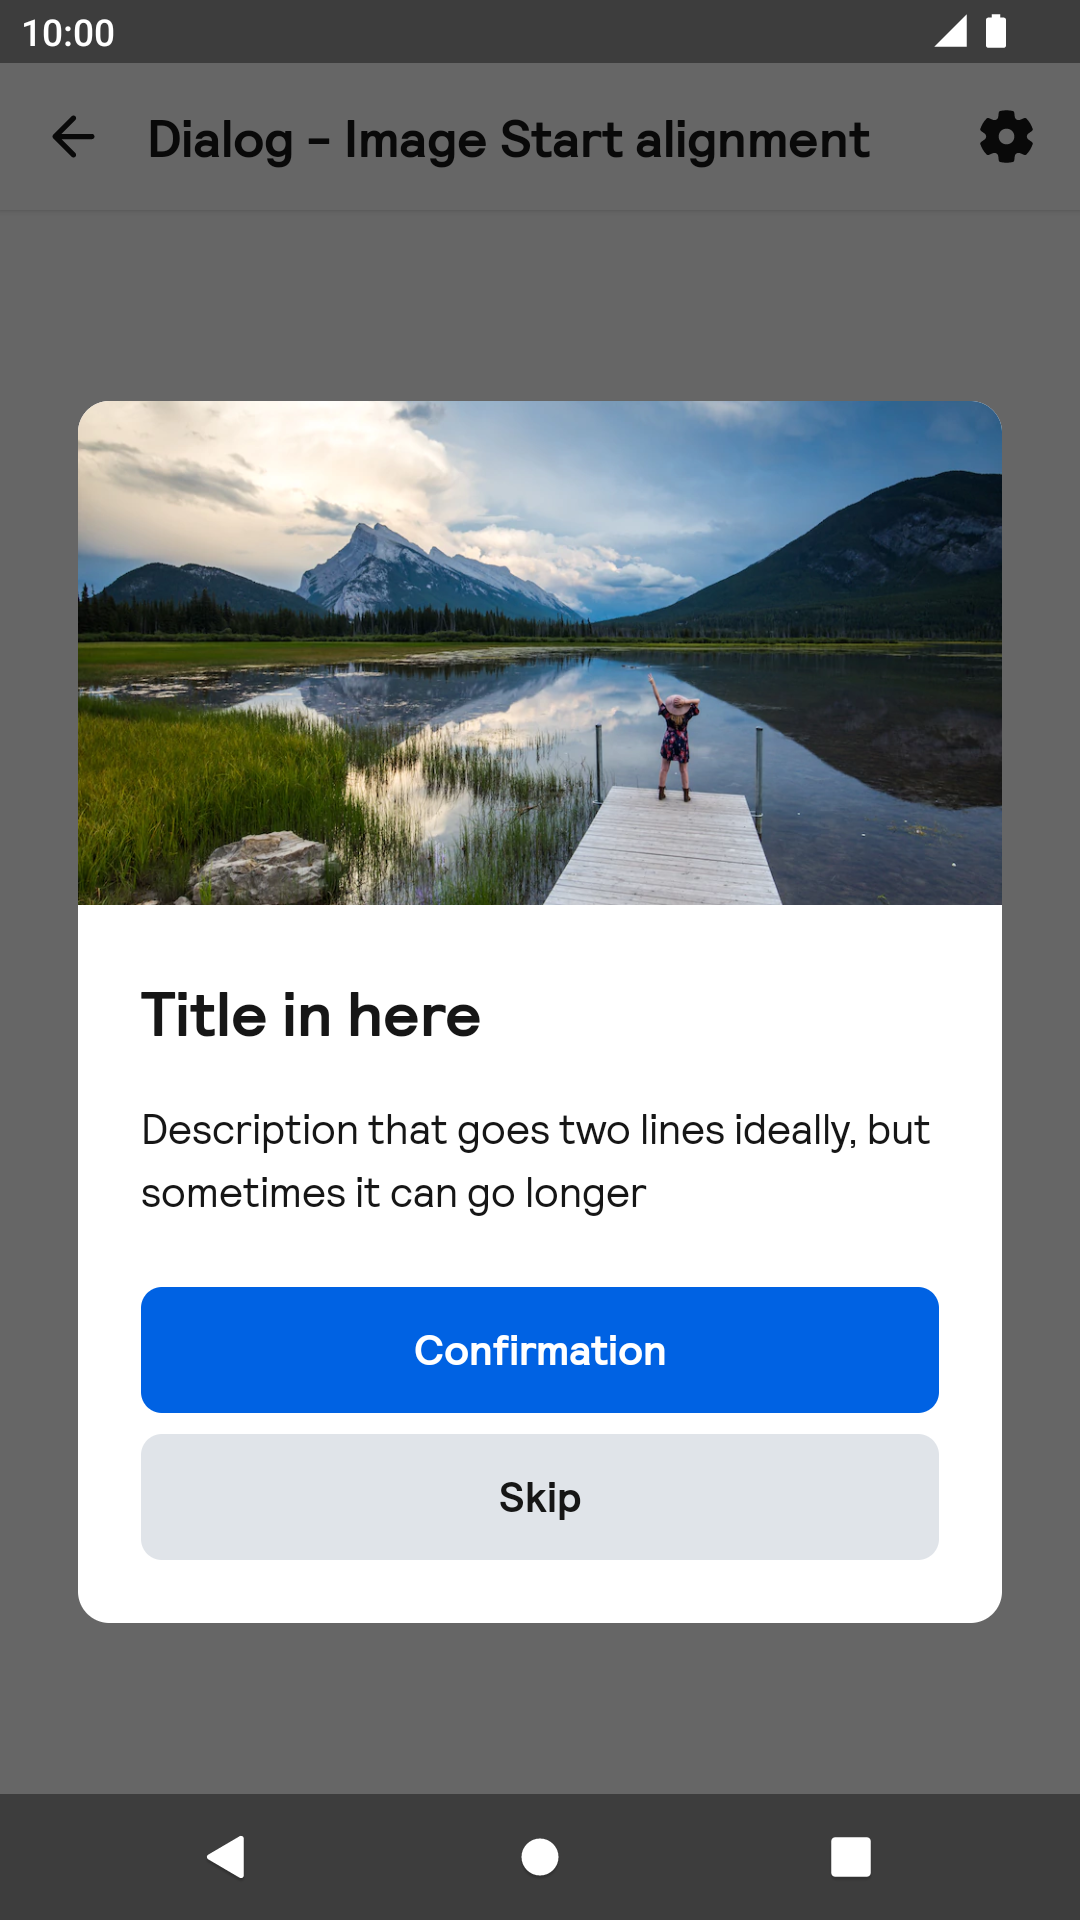 10:00
Dialog - Image Start alignment
Title in here
Description that goes two lines ideally, but
sometimes it can go longer
Confirmation
Skip